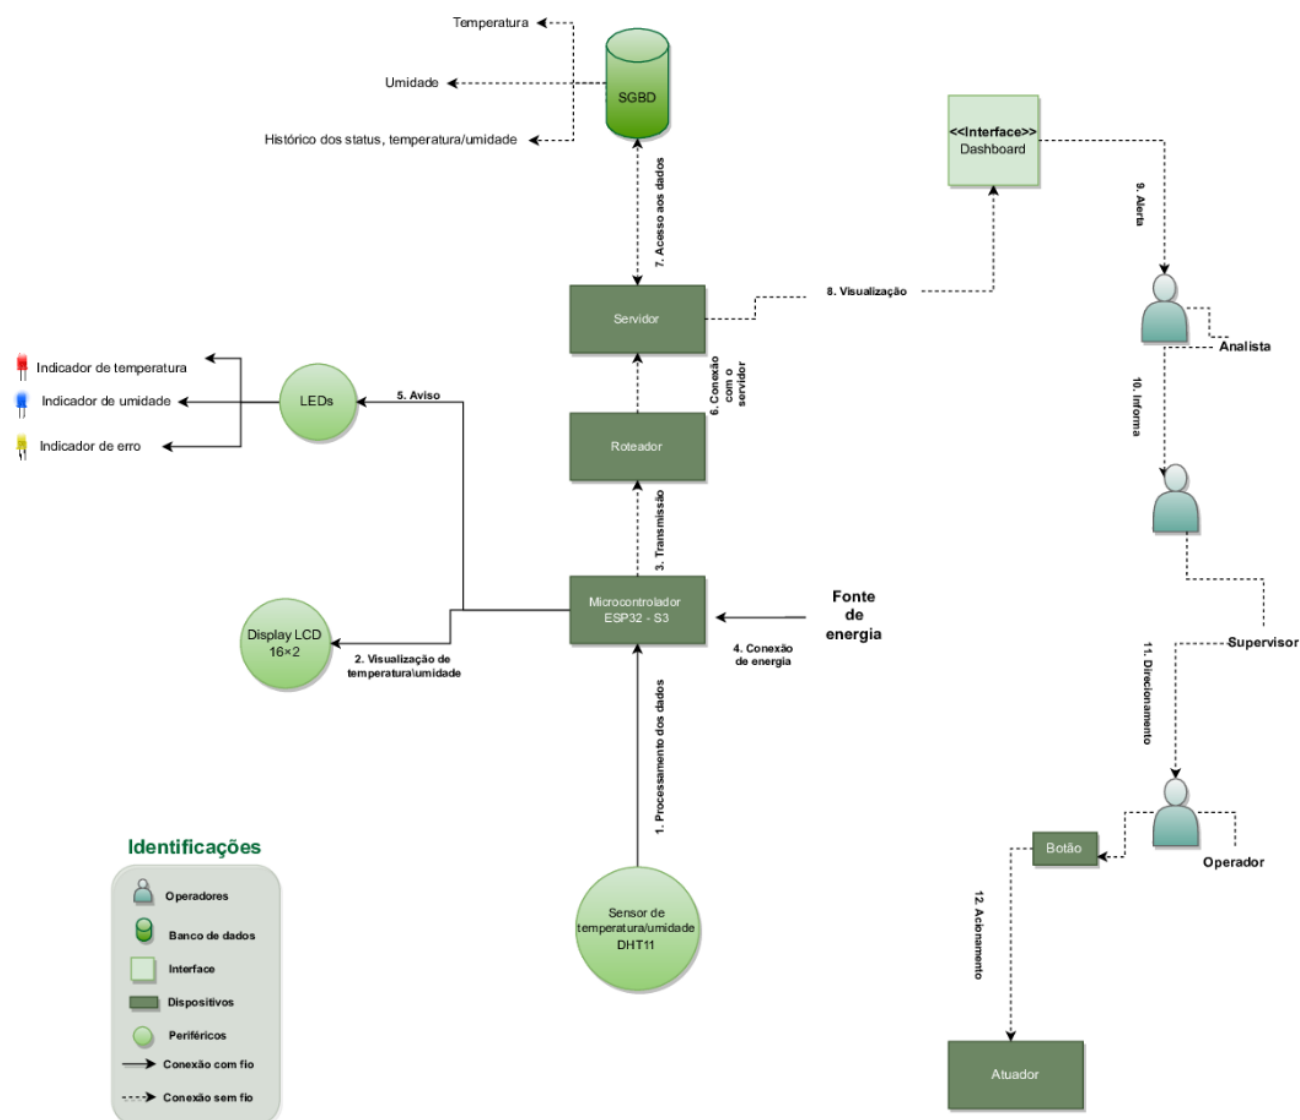 Temperatura
Umidade
Histórico dos status, temperatura/umidade
SGBD
7. Acesso aos dados
<<Interface>>
Dashboard
9. Alerta
Servidor
8. Visualização
Analista
6. Conexão
com o
servidor
10. Informa
Indicador de temperatura
Indicador de umidade
Indicador de erro
LEDs
5. Aviso
Roteador
3. Transmissão
Microcontrolador
ESP32 - S3
Fonte
de
energia
4. Conexão
de energia
Display LCD
16×2
2. Visualização de
temperatura\umidade
Supervisor
11. Direcionamento
1. Processamento dos dados
Botão
Operador
12. Acionamento
Sensor de
temperatura/umidade
DHT11
Atuador
Identificações
Operadores
Banco de dados
Interface
Dispositivos
Periféricos
Conexão com fio
Conexão sem fio